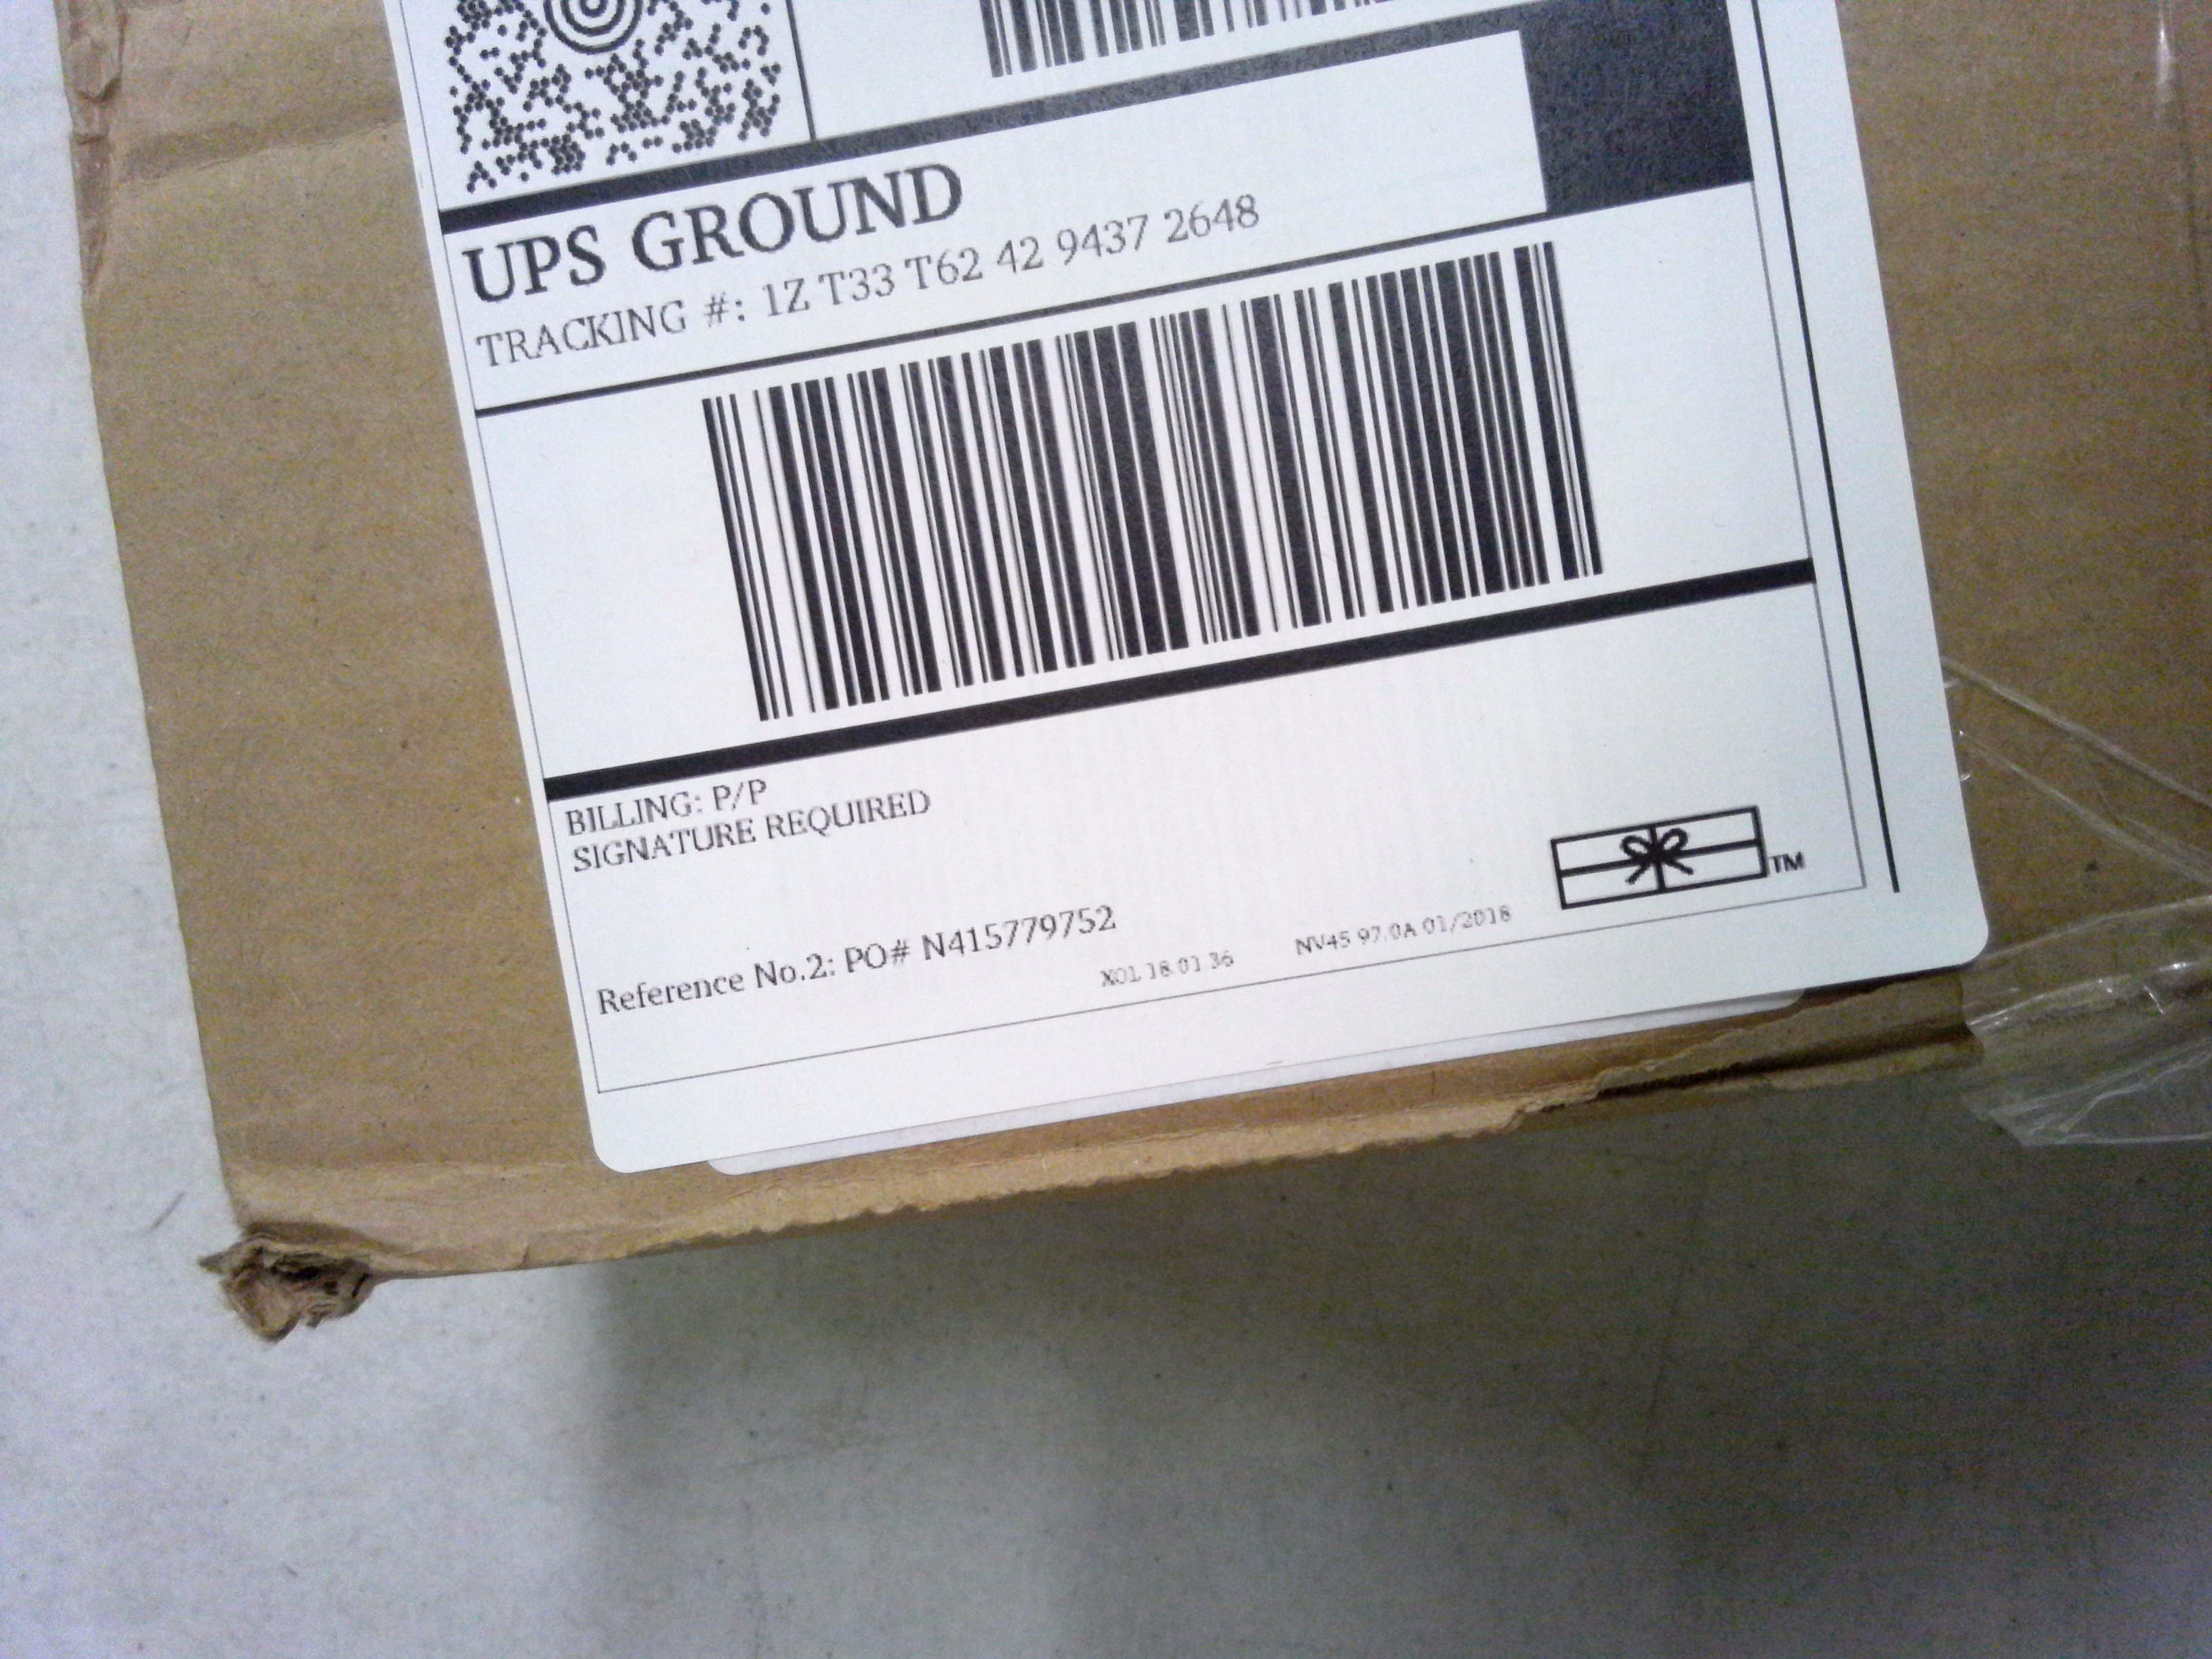 UPS GROUND
TRACKING #: 1Z T33 T62 42 9437 2648
BILLING: P/P
SIGNATURE REQUIRED
Reference No.2: PO# N415779752
XOL 18.01.36 NV45 97.0A 01/2018
TM